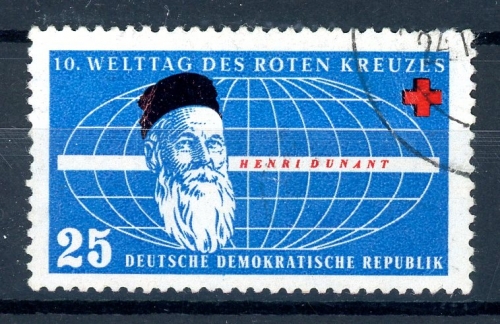 10. WELTTAG DES ROTEN KREUZES
HENRI DUNANT
25
DEUTSCHE DEMOKRATISCHE REPUBLIK